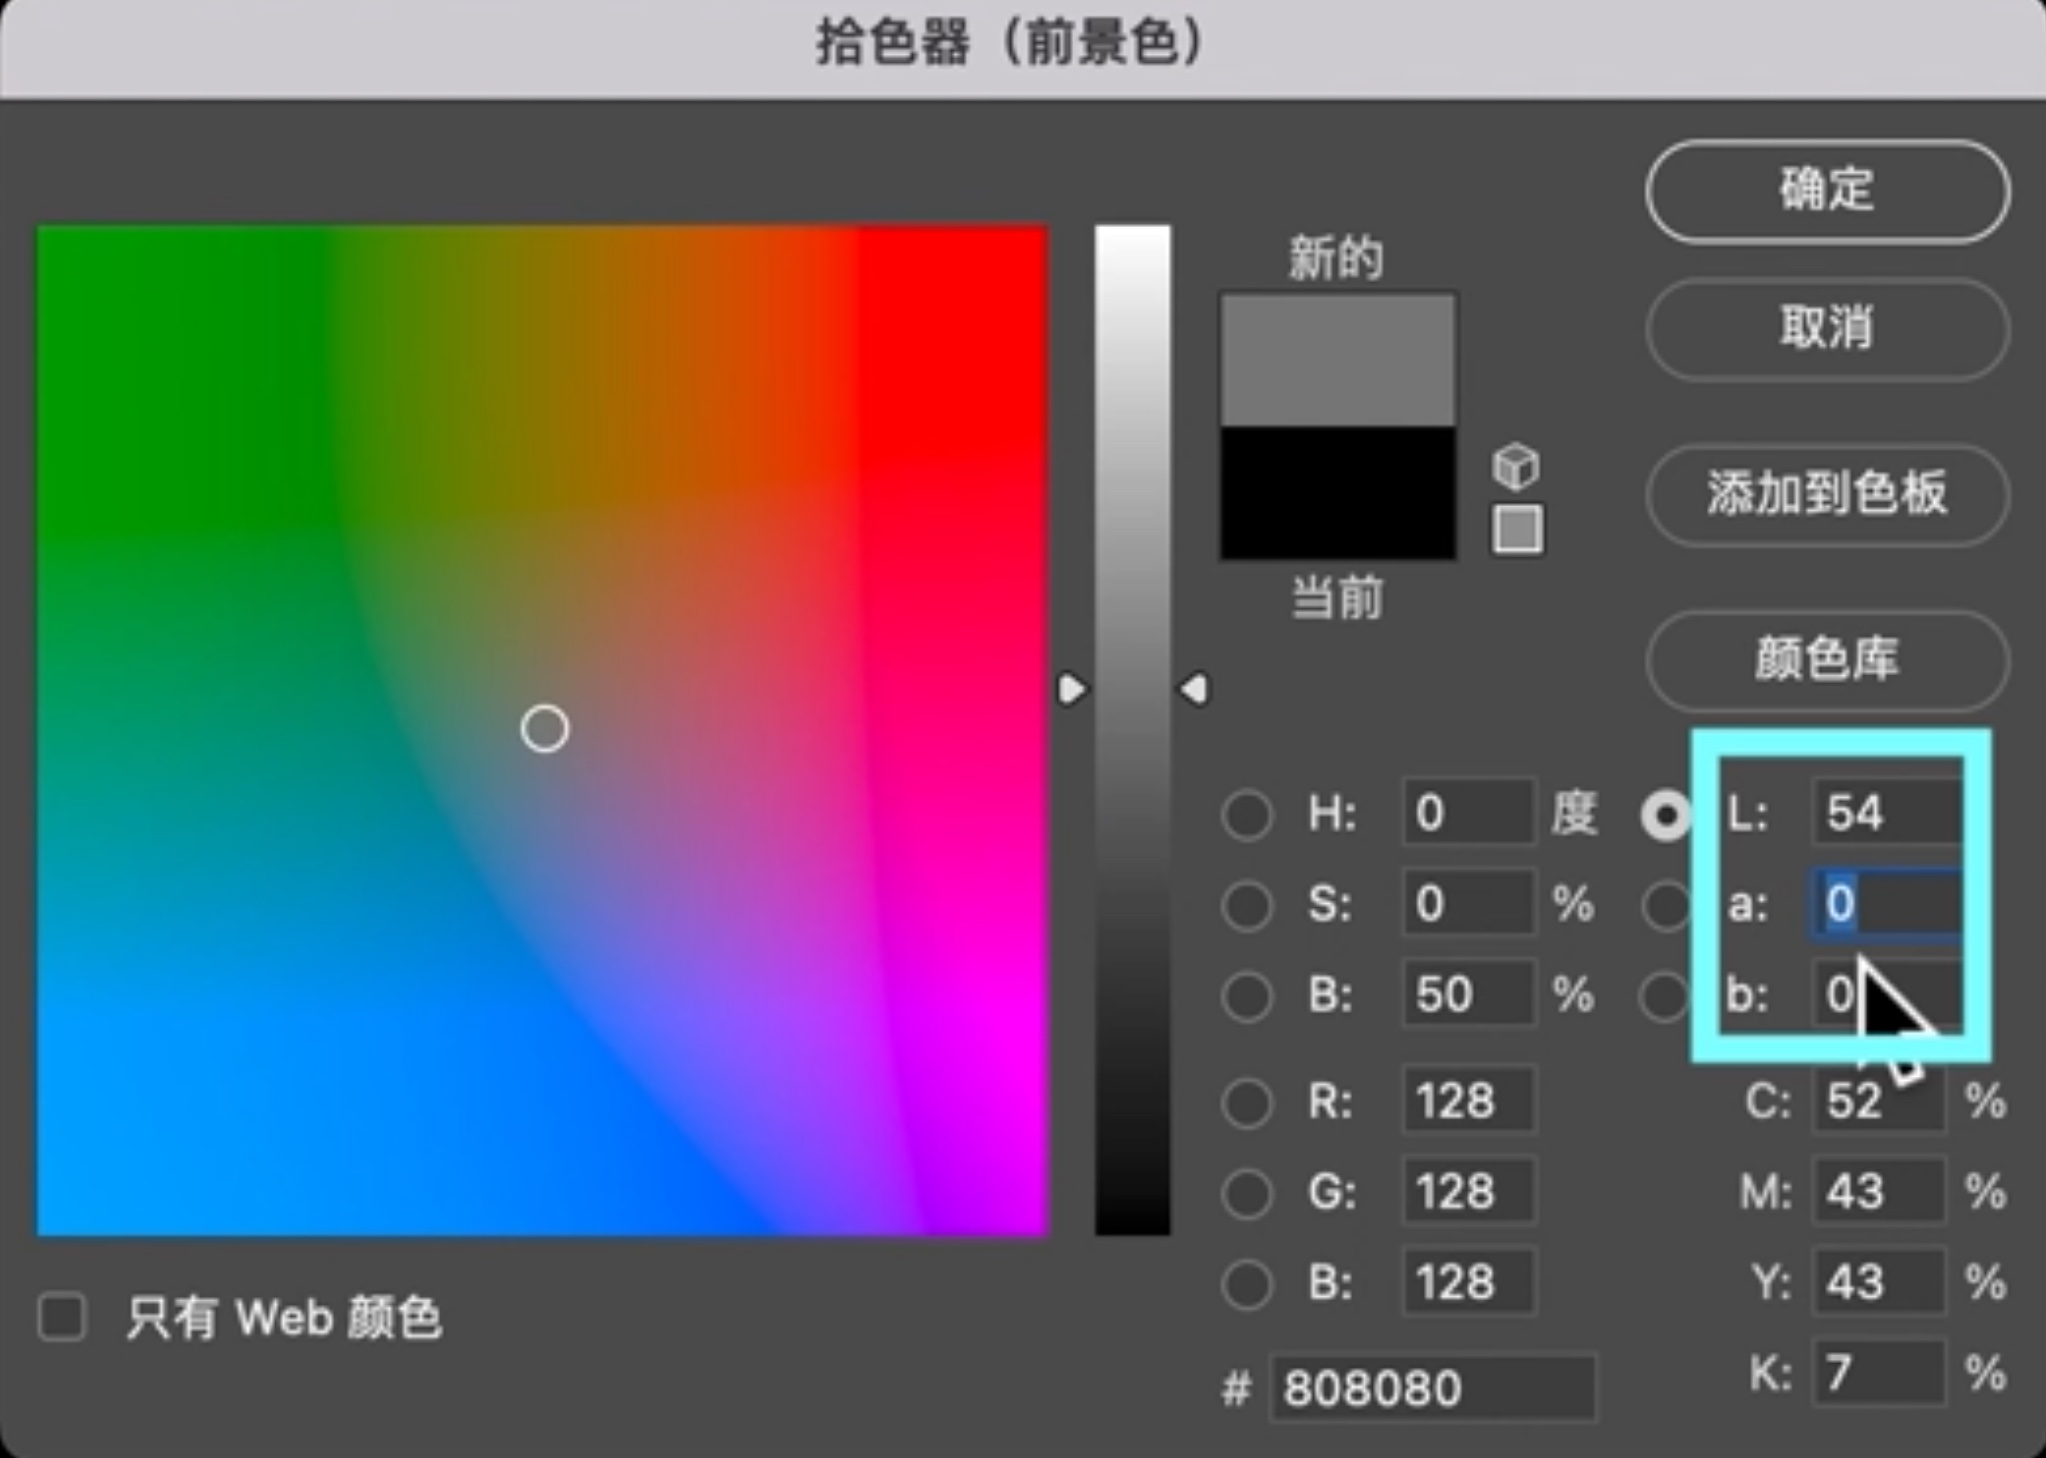 拾色器（前景色）
确定
新的
取消
添加到色板
当前
颜色库
H: 0 度 L: 54
S: 0 % a: 0
B: 50 % b: 0
R: 128 C: 52 %
G: 128 M: 43 %
B: 128 Y: 43 %
只有 Web 颜色
# 808080 K: 7 %